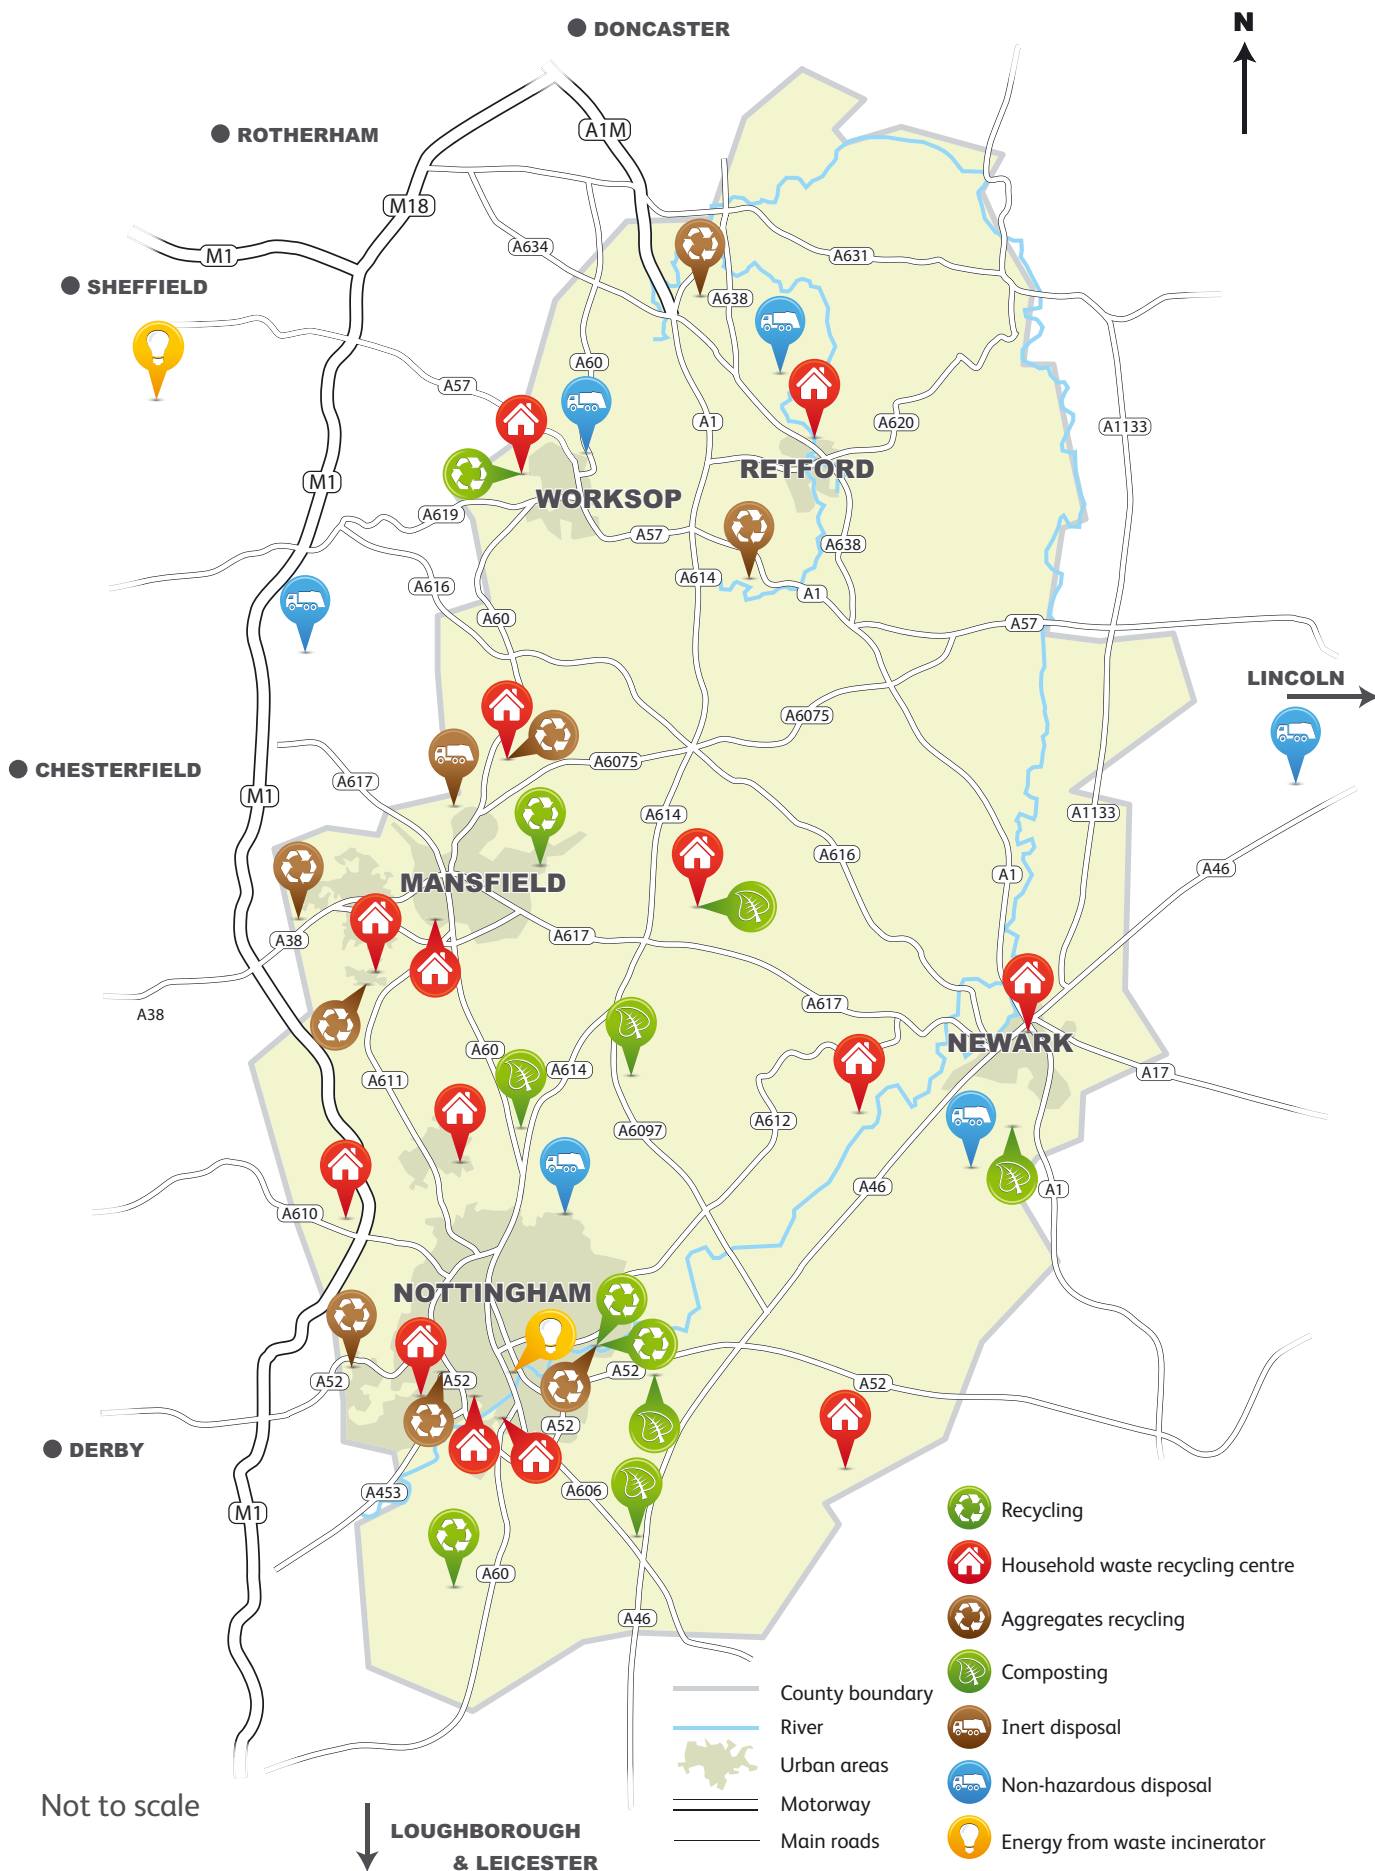 DONCASTER
N
A1M
ROTHERHAM
M18
A634
M1
A631
SHEFFIELD
A638
A60
A57
A1
A620
A1133
RETFORD
M1
WORKSOP
A619
A57
A638
A616
A614
A1
A60
A57
LINCOLN
A6075
CHESTERFIELD
A6075
A617
M1
A614
A1133
A616
A46
A1
MANSFIELD
A38
A617
A617
A38
NEWARK
A60
A614
A17
A611
A612
A6097
A46
A1
A610
NOTTINGHAM
A52
A52
A52
A52
A52
DERBY
A453
A606
M1
A60
A46
Recycling
Household waste recycling centre
Aggregates recycling
Composting
Inert disposal
Non-hazardous disposal
Energy from waste incinerator
County boundary
River
Urban areas
Motorway
Main roads
Not to scale
LOUGHBOROUGH
& LEICESTER